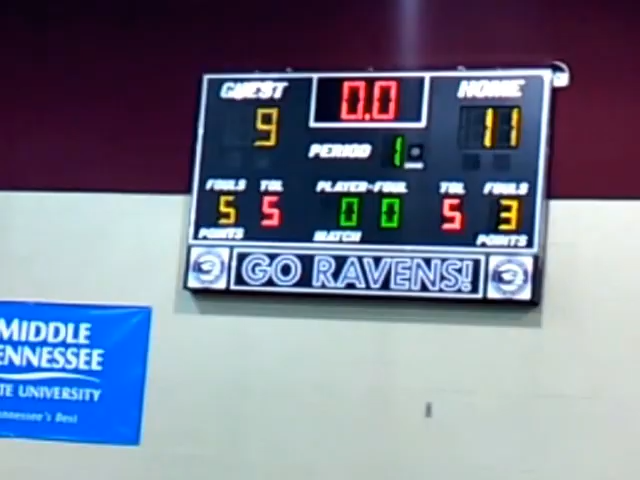 GUEST 0.0 HOME
9 PERIOD 1 11
FOULS TOL PLAYER-FOUL TOL FOULS
5 5 0 0 5 3
POINTS MATCH POINTS
GO RAVENS!
MIDDLE
ENNESSEE
TE UNIVERSITY
nnessee's Best